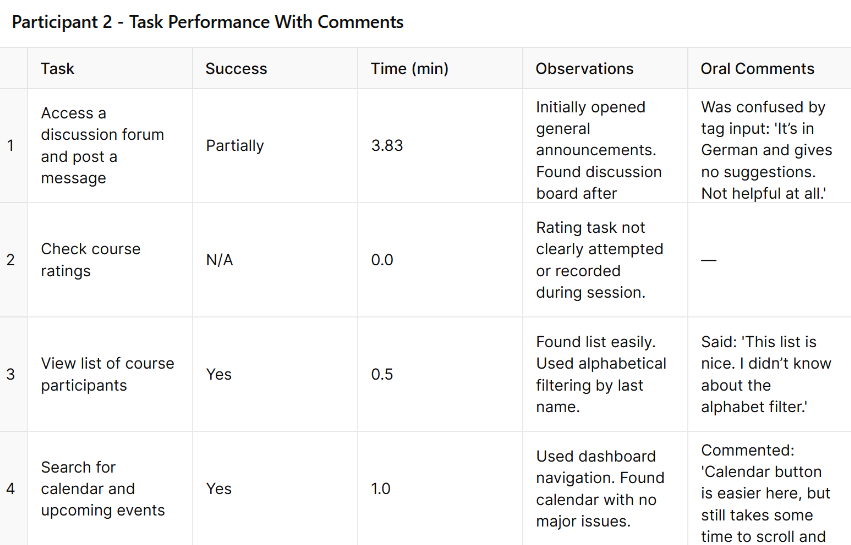 Participant 2 - Task Performance With Comments
Task Success Time (min) Observations Oral Comments
1
Access a
discussion forum
and post a
message
Partially
3.83
Initially opened
general
announcements.
Found discussion
board after
Was confused by
tag input: 'It’s in
German and gives
no suggestions.
Not helpful at all.'
2
Check course
ratings
N/A
0.0
Rating task not
clearly attempted
or recorded
during session.
—
3
View list of course
participants
Yes
0.5
Found list easily.
Used alphabetical
filtering by last
name.
Said: 'This list is
nice. I didn’t know
about the
alphabet filter.'
4
Search for
calendar and
upcoming events
Yes
1.0
Used dashboard
navigation. Found
calendar with no
major issues.
Commented:
'Calendar button
is easier here, but
still takes some
time to scroll and